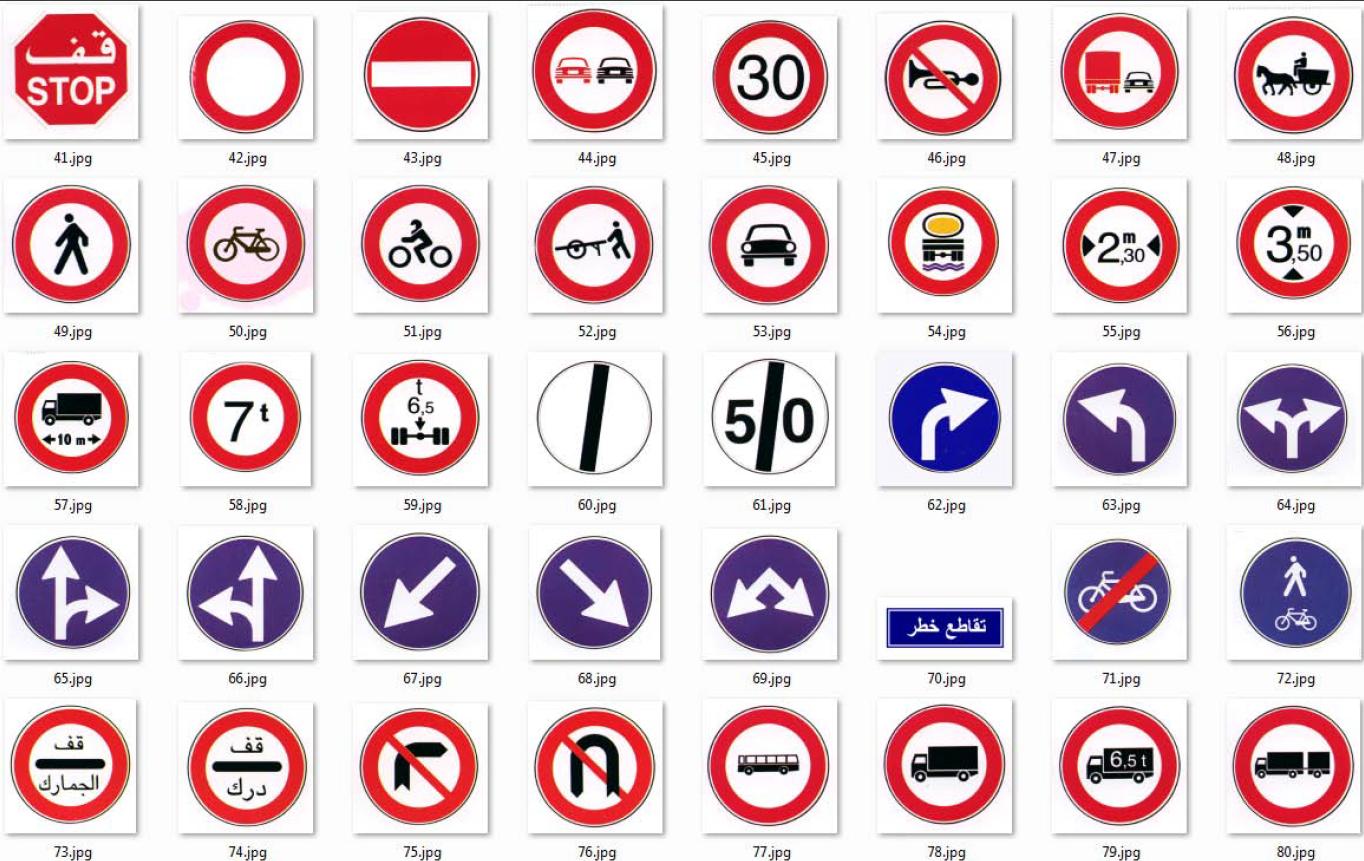 قف
STOP
30
41.jpg
42.jpg
43.jpg
44.jpg
45.jpg
46.jpg
47.jpg
48.jpg
2m,30
3m,50
49.jpg
50.jpg
51.jpg
52.jpg
53.jpg
54.jpg
55.jpg
56.jpg
10 m
7t
t
6,5
50
57.jpg
58.jpg
59.jpg
60.jpg
61.jpg
62.jpg
63.jpg
64.jpg
تقاطع خطر
65.jpg
66.jpg
67.jpg
68.jpg
69.jpg
70.jpg
71.jpg
72.jpg
قف
الجمارك
قف
درك
6,5 t
73.jpg
74.jpg
75.jpg
76.jpg
77.jpg
78.jpg
79.jpg
80.jpg